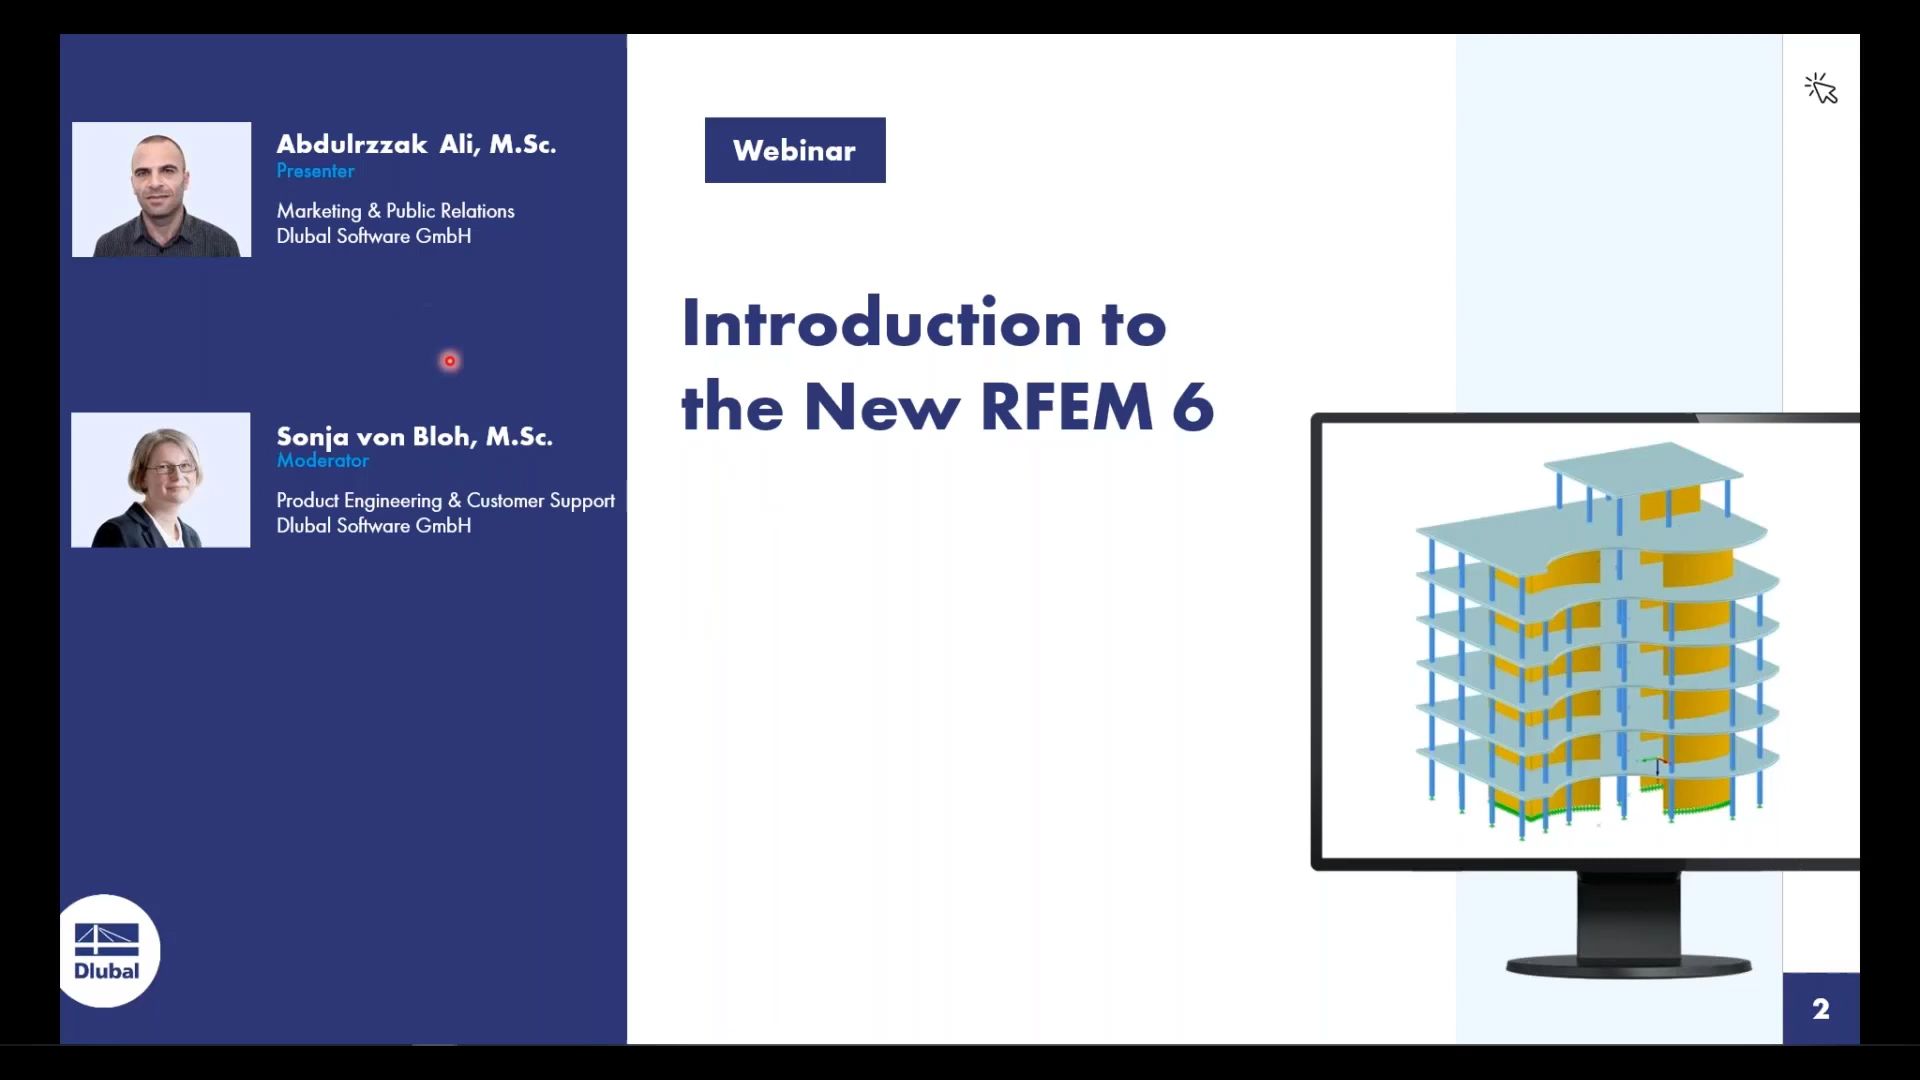 Abdulrzzak Ali, M.Sc.
Presenter
Marketing & Public Relations
Dlubal Software GmbH
Sonja von Bloh, M.Sc.
Moderator
Product Engineering & Customer Support
Dlubal Software GmbH
Dlubal
Webinar
Introduction to
the New RFEM 6
2